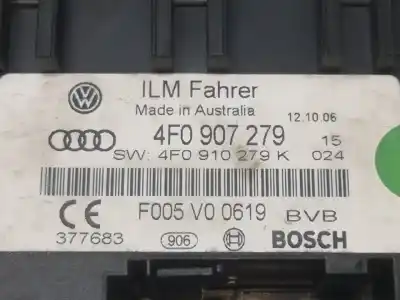 ILM Fahrer
Made in Australia 12.10.06
4F0 907 279 15
SW: 4F0 910 279 K 024
F005 V0 0619 BVB
CE 377683 906 BOSCH